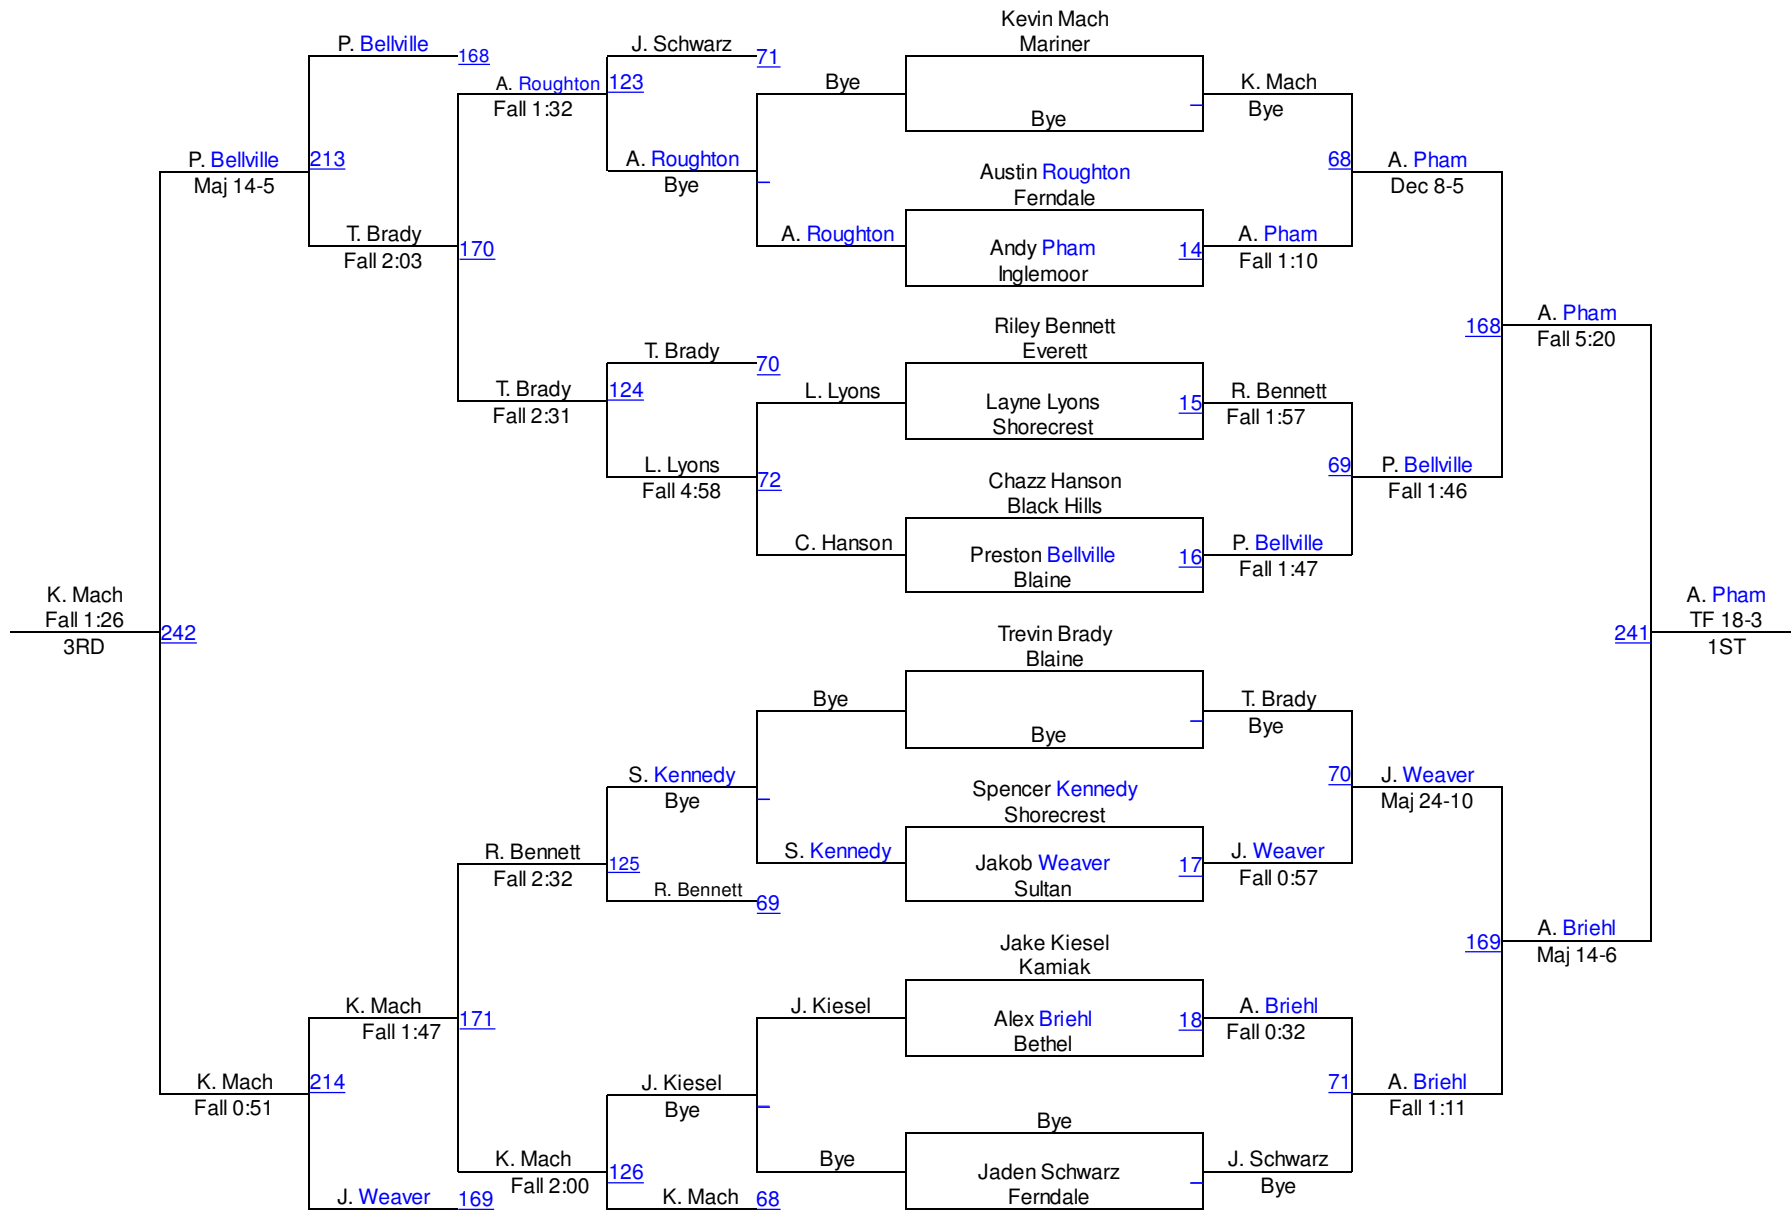 Kevin Mach
Mariner
P. Bellville
168
J. Schwarz
71
A. Roughton
123
Fall 1:32
Bye
K. Mach
Bye
Bye
P. Bellville
213
Maj 14-5
A. Roughton
Bye
Austin Roughton
Ferndale
68
A. Pham
Dec 8-5
T. Brady
170
Fall 2:03
A. Roughton
Andy Pham
14
Inglemoor
A. Pham
Fall 1:10
Riley Bennett
Everett
168
A. Pham
Fall 5:20
T. Brady
70
T. Brady
124
Fall 2:31
L. Lyons
Layne Lyons
15
Shorecrest
R. Bennett
Fall 1:57
L. Lyons
72
Fall 4:58
Chazz Hanson
Black Hills
69
P. Bellville
Fall 1:46
C. Hanson
Preston Bellville
16
Blaine
P. Bellville
Fall 1:47
K. Mach
Fall 1:26
3RD
242
A. Pham
TF 18-3
1ST
241
Trevin Brady
Blaine
Bye
Bye
T. Brady
Bye
S. Kennedy
Bye
Spencer Kennedy
Shorecrest
70
J. Weaver
Maj 24-10
R. Bennett
125
Fall 2:32
S. Kennedy
Jakob Weaver
17
Sultan
J. Weaver
Fall 0:57
R. Bennett
69
Jake Kiesel
Kamiak
169
A. Briehl
Maj 14-6
K. Mach
171
Fall 1:47
J. Kiesel
Alex Briehl
18
Bethel
A. Briehl
Fall 0:32
K. Mach
214
Fall 0:51
J. Kiesel
Bye
71
A. Briehl
Fall 1:11
Bye
K. Mach
126
Fall 2:00
Bye
Jaden Schwarz
Ferndale
J. Schwarz
Bye
J. Weaver
169
K. Mach
68